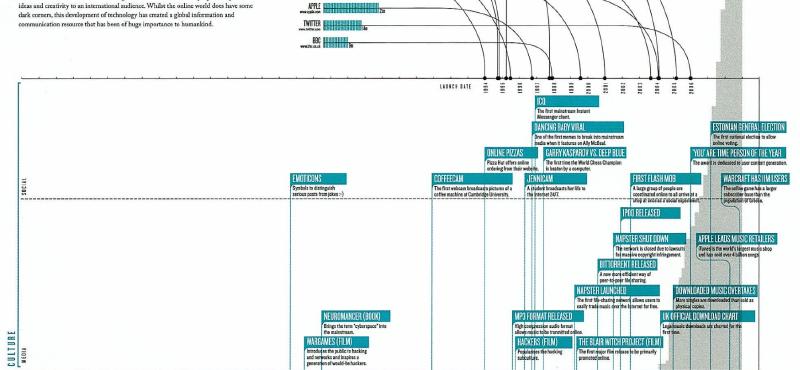 ideas and creativity to an international audience. Whilst the online world does have some
dark corners, this development of technology has created a global information and
communication resource that has been of huge importance to humankind.
APPLE
TWITTER
BBC
LAUNCH DATE
1994
1995
1996
1997
1998
1999
2000
2001
2002
2003
2004
2005
2006
ICQ
The first mainstream Instant
Messenger client.
DANCING BABY VIRAL
One of the first memes to break into mainstream
media when it features on Ally McBeal.
ESTONIAN GENERAL ELECTION
The first national election to allow
online voting.
ONLINE PIZZAS
Pizza Hut offers online
ordering from their website.
GARRY KASPAROV VS. DEEP BLUE
The first time the World Chess Champion
is beaten by a computer.
'YOU' ARE TIME PERSON OF THE YEAR
The award is dedicated to user content generation.
EMOTICONS
Symbols to distinguish
serious posts from jokes :-)
COFFEECAM
The first webcam broadcasts pictures of a
coffee machine at Cambridge University.
JENNICAM
A student broadcasts her life to
the Internet 24/7.
FIRST FLASH MOB
A large group of people are
coordinated online to all arrive at a
shop at once in a social experiment.
WARCRAFT HAS 11M USERS
The online game has a larger
subscriber base than the
population of Greece.
SOCIAL
IPOD RELEASED
NAPSTER SHUT DOWN
The network is closed due to lawsuits
for massive copyright infringement.
APPLE LEADS MUSIC RETAILERS
iTunes is the world's largest music shop
and has sold over 4 billion songs
BITTORRENT RELEASED
A new more efficient way of
peer-to-peer file sharing.
NAPSTER LAUNCHED
The first file-sharing network allows users to
easily trade music over the Internet for free.
DOWNLOADED MUSIC OVERTAKES
More singles are downloaded than sold as
physical copies.
NEUROMANCER (BOOK)
Brings the term "cyberspace" into
the mainstream.
MP3 FORMAT RELEASED
High compression audio format
allows music to be transmitted online.
UK OFFICIAL DOWNLOAD CHART
Legal music downloads are charted for the
first time.
WARGAMES (FILM)
Introduces the public to hacking
and networks and inspires a
generation of would-be hackers.
HACKERS (FILM)
Popularises the hacking
subculture.
THE BLAIR WITCH PROJECT (FILM)
The first major film release to be primarily
promoted online.
CULTURE
MEDIA